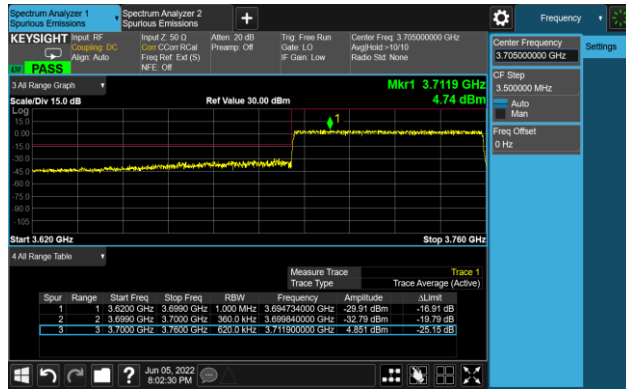 Spectrum Analyzer 1
Spurious Emissions
Spectrum Analyzer 2
Spurious Emissions
+
Frequency
KEYSIGHT
Input: RF
Coupling: DC
Align: Auto
Input Z: 50 Ω
Corr CCorr RCal
Freq Ref: Ext (S)
NFE: Off
Atten: 20 dB
Preamp: Off
Trig: Free Run
Gate: LO
IF Gain: Low
Center Freq: 3.705000000 GHz
Avg|Hold:>10/10
Radio Std: None
PASS
Center Frequency
3.705000000 GHz
Settings
CF Step
3.500000 MHz
Auto
Man
Freq Offset
0 Hz
3 All Range Graph
Mkr1 3.7119 GHz
Scale/Div 15.0 dB
Ref Value 30.00 dBm
4.74 dBm
Log
15.0
0.00
-15.0
-30.0
-45.0
-60.0
-75.0
-90.0
-105
1
Start 3.620 GHz
Stop 3.760 GHz
4 All Range Table
Measure Trace Trace 1
Trace Type Trace Average (Active)
Spur Range Start Freq Stop Freq RBW Frequency Amplitude ΔLimit
1 1 3.6200 GHz 3.6990 GHz 1.000 MHz 3.694734000 GHz -29.91 dBm -16.91 dB
2 2 3.6990 GHz 3.7000 GHz 360.0 kHz 3.699840000 GHz -32.79 dBm -19.79 dB
3 3 3.7000 GHz 3.7600 GHz 620.0 kHz 3.711900000 GHz 4.851 dBm -25.15 dB
?
Jun 05, 2022
8:02:30 PM